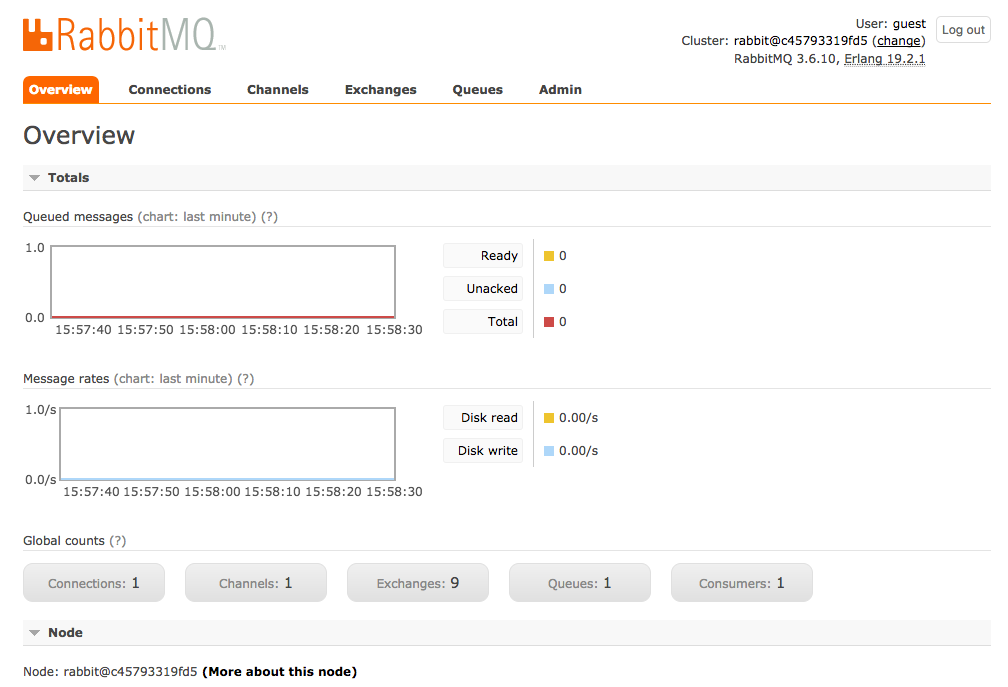 RabbitMQ™
User: guest
Log out
Cluster: rabbit@c45793319fd5 (change)
RabbitMQ 3.6.10, Erlang 19.2.1
Overview Connections Channels Exchanges Queues Admin
Overview
Totals
Queued messages (chart: last minute) (?)
1.0
0.0
15:57:40 15:57:50 15:58:00 15:58:10 15:58:20 15:58:30
Ready 0
Unacked 0
Total 0
Message rates (chart: last minute) (?)
1.0/s
0.0/s
15:57:40 15:57:50 15:58:00 15:58:10 15:58:20 15:58:30
Disk read 0.00/s
Disk write 0.00/s
Global counts (?)
Connections: 1 Channels: 1 Exchanges: 9 Queues: 1 Consumers: 1
Node
Node: rabbit@c45793319fd5 (More about this node)